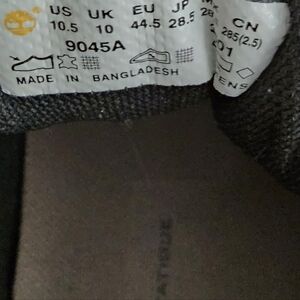 US UK EU JP CN
10.5 10 44.5 28.5 285(2.5)
9045A
MADE IN BANGLADESH